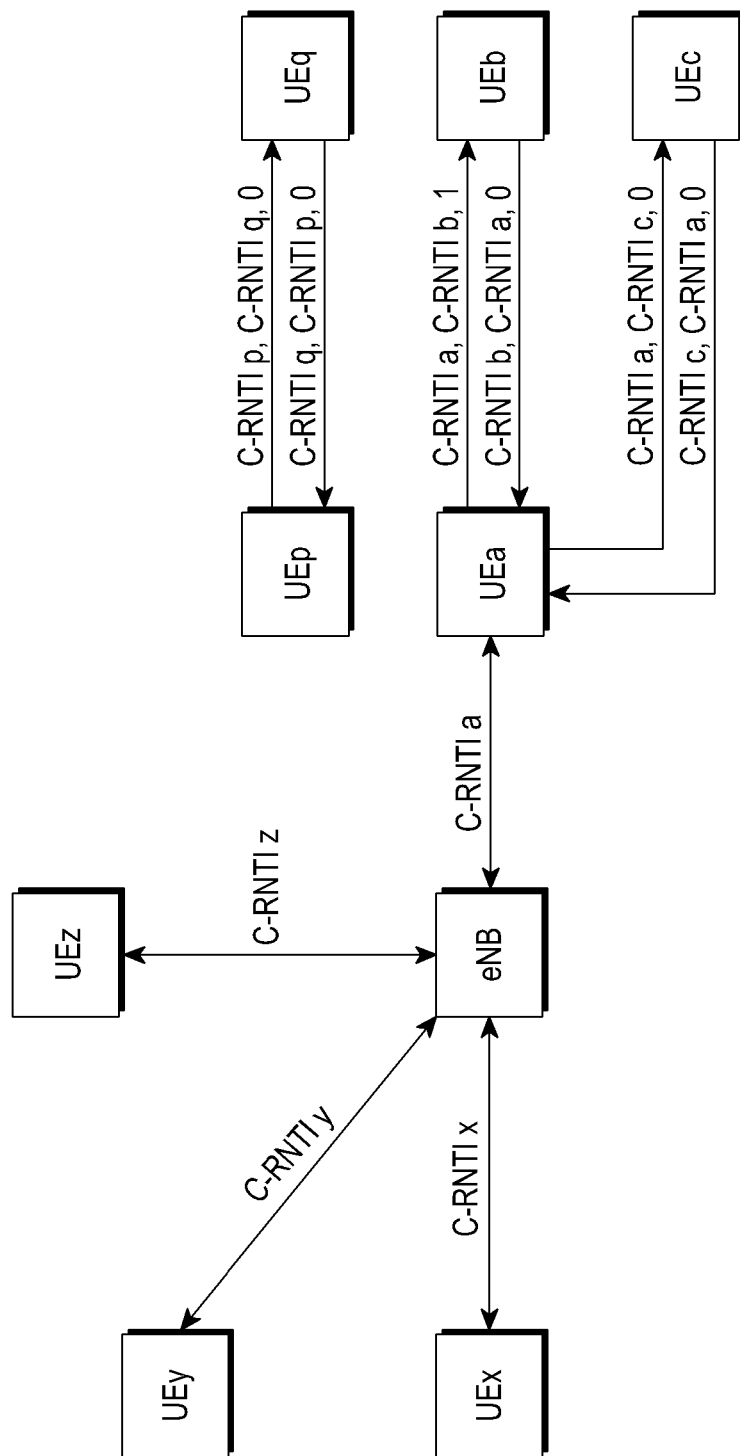 UEz
UEy
C-RNTI z
C-RNTI y
C-RNTI p, C-RNTI q, 0
UEp
UEq
C-RNTI q, C-RNTI p, 0
C-RNTI x
C-RNTI a
C-RNTI a, C-RNTI b, 1
UEx
eNB
UEa
UEb
C-RNTI b, C-RNTI a, 0
C-RNTI a, C-RNTI c, 0
UEc
C-RNTI c, C-RNTI a, 0